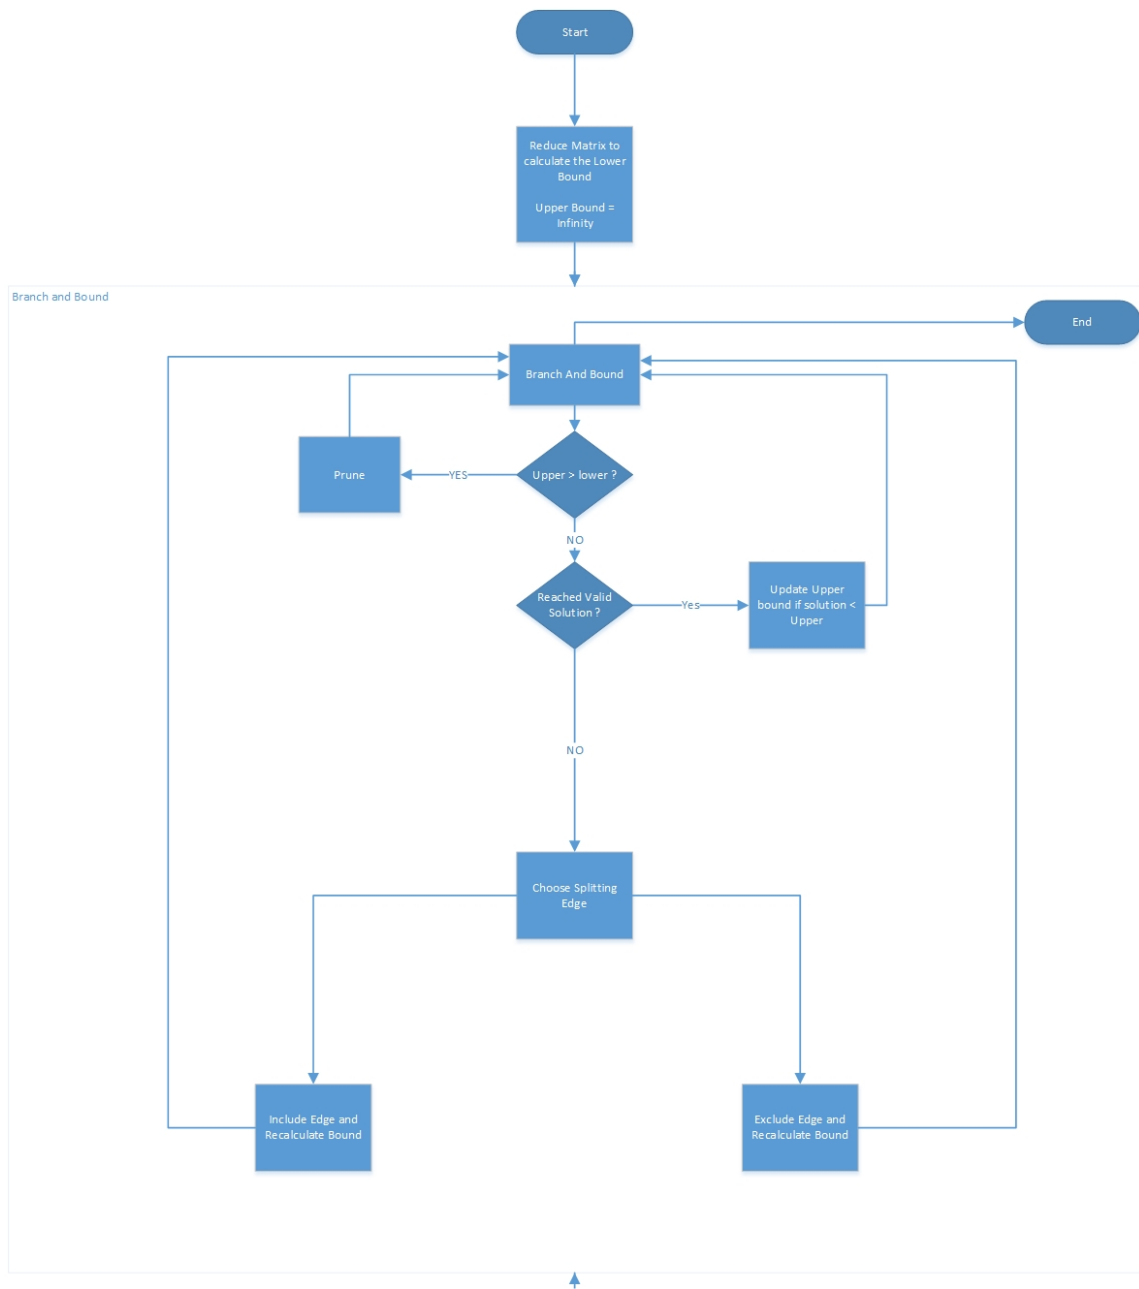 Start
Reduce Matrix to
calculate the Lower
Bound
Upper Bound =
Infinity
Branch and Bound
End
Branch And Bound
Prune
YES
Upper > lower ?
NO
Reached Valid
Solution ?
Yes
Update Upper
bound if solution <
Upper
NO
Choose Splitting
Edge
Include Edge and
Recalculate Bound
Exclude Edge and
Recalculate Bound